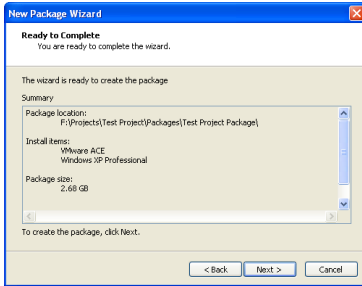 New Package Wizard
Ready to Complete
You are ready to complete the wizard.
The wizard is ready to create the package
Summary
Package location:
F:\Projects\Test Project\Packages\Test Project Package\
Install items:
VMware ACE
Windows XP Professional
Package size:
2.68 GB
To create the package, click Next.
< Back
Next >
Cancel